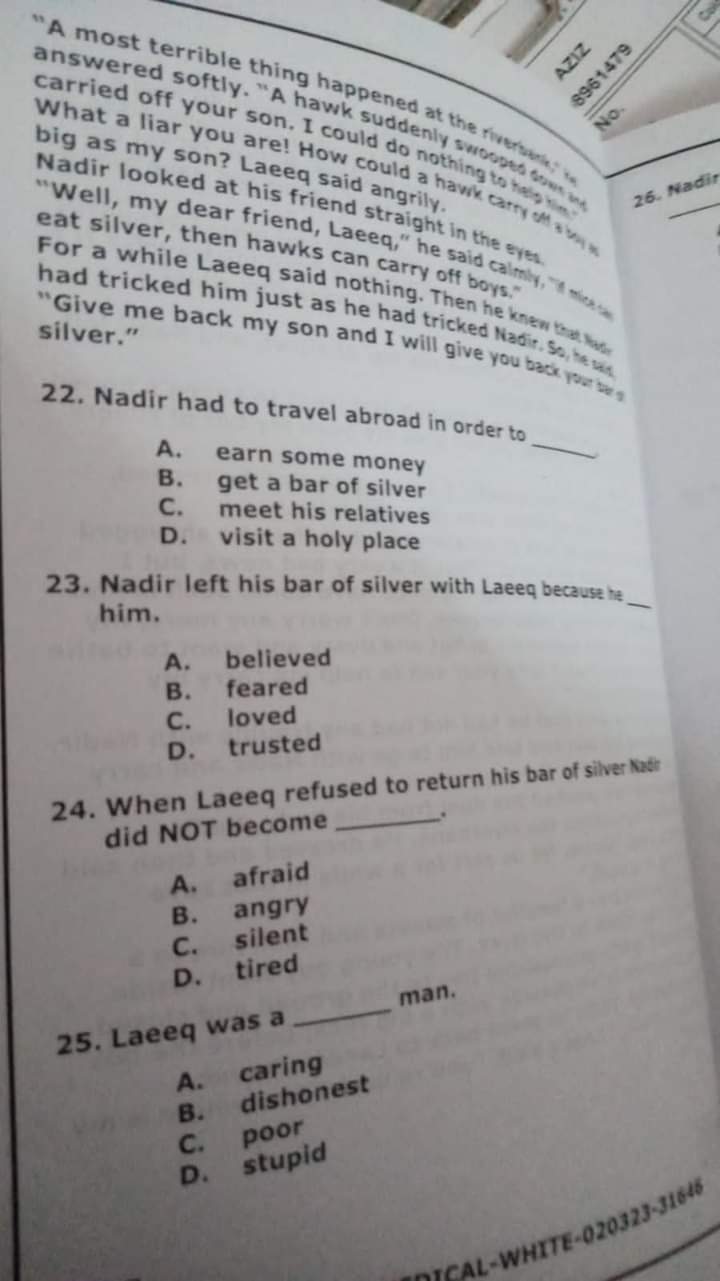 "A most terrible thing happened at the riverbank," he
answered softly. "A hawk suddenly swooped down and
carried off your son. I could do nothing to help him."
What a liar you are! How could a hawk carry off a boy as
big as my son? Laeeq said angrily.
Nadir looked at his friend straight in the eyes.
"Well, my dear friend, Laeeq," he said calmly, "if mice can
eat silver, then hawks can carry off boys."
For a while Laeeq said nothing. Then he knew that Nadir
had tricked him just as he had tricked Nadir. So, he said,
"Give me back my son and I will give you back your bar of
silver."
22. Nadir had to travel abroad in order to ______.
A. earn some money
B. get a bar of silver
C. meet his relatives
D. visit a holy place
23. Nadir left his bar of silver with Laeeq because he ___
him.
A. believed
B. feared
C. loved
D. trusted
24. When Laeeq refused to return his bar of silver Nadir
did NOT become ________.
A. afraid
B. angry
C. silent
D. tired
25. Laeeq was a ________ man.
A. caring
B. dishonest
C. poor
D. stupid
-WHITE-020323-31646
26. Nadir
AZIZ
8961479
No.